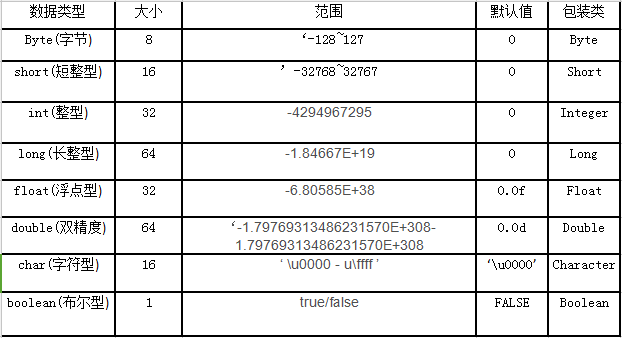 数据类型 大小 范围 默认值 包装类
Byte(字节) 8 ‘-128~127 0 Byte
short(短整型) 16 ’ -32768~32767 0 Short
int(整型) 32 -4294967295 0 Integer
long(长整型) 64 -1.84667E+19 0 Long
float(浮点型) 32 -6.80585E+38 0.0f Float
double(双精度) 64 ‘-1.79769313486231570E+308- 0.0d Double
1.79769313486231570E+308
char(字符型) 16 ‘ \u0000 - u\ffff ’ ‘\u0000’ Character
boolean(布尔型) 1 true/false FALSE Boolean